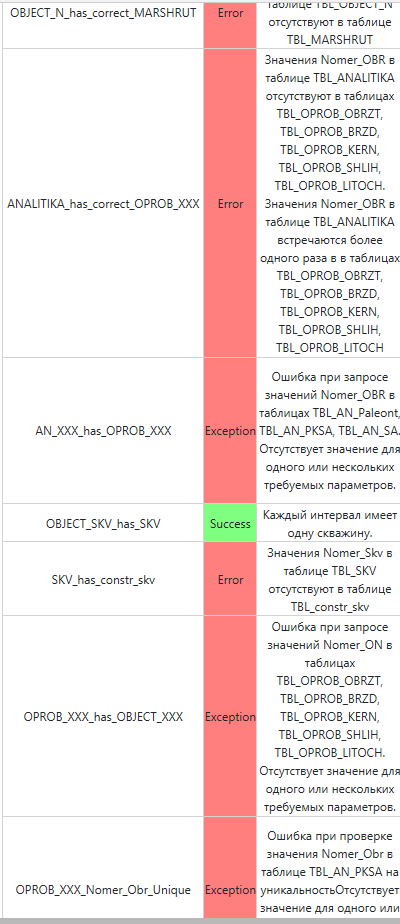 OBJECT_N_has_correct_MARSHRUT
Error
таблице TBL_OBJECT_N
отсутствуют в таблице
TBL_MARSHRUT
ANALITIKA_has_correct_OPROB_XXX
Error
Значения Nomer_OBR в
таблице TBL_ANALITIKA
отсутствуют в таблицах
TBL_OPROB_OBRZT,
TBL_OPROB_BRZD,
TBL_OPROB_KERN,
TBL_OPROB_SHLIH,
TBL_OPROB_LITOCH.
Значения Nomer_OBR в
таблице TBL_ANALITIKA
встречаются более
одного раза в в таблицах
TBL_OPROB_OBRZT,
TBL_OPROB_BRZD,
TBL_OPROB_KERN,
TBL_OPROB_SHLIH,
TBL_OPROB_LITOCH
AN_XXX_has_OPROB_XXX
Exception
Ошибка при запросе
значений Nomer_OBR в
таблицах TBL_AN_Paleont,
TBL_AN_PKSA, TBL_AN_SA.
Отсутствует значение для
одного или нескольких
требуемых параметров.
OBJECT_SKV_has_SKV
Success
Каждый интервал имеет
одну скважину.
SKV_has_constr_skv
Error
Значения Nomer_Skv в
таблице TBL_SKV
отсутствуют в таблице
TBL_constr_skv
OPROB_XXX_has_OBJECT_XXX
Exception
Ошибка при запросе
значений Nomer_ON в
таблицах
TBL_OPROB_OBRZT,
TBL_OPROB_BRZD,
TBL_OPROB_KERN,
TBL_OPROB_SHLIH,
TBL_OPROB_LITOCH.
Отсутствует значение для
одного или нескольких
требуемых параметров.
OPROB_XXX_Nomer_Obr_Unique
Exception
Ошибка при проверке
значения Nomer_Obr в
таблице TBL_AN_PKSA на
уникальностьОтсутствует
значение для одного или